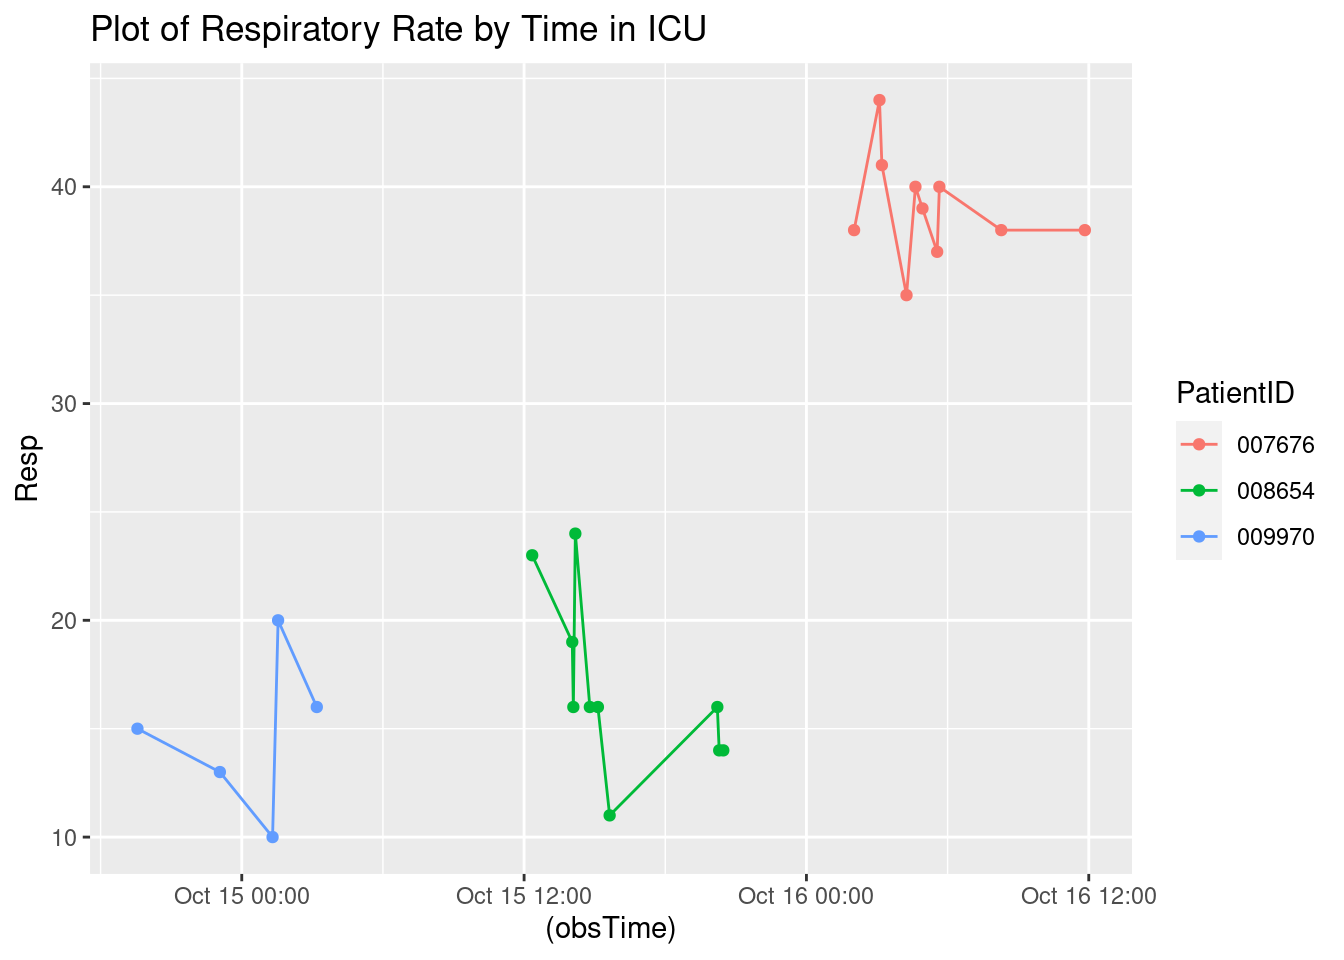 Plot of Respiratory Rate by Time in ICU
40
30
20
10
Resp
Oct 15 00:00
Oct 15 12:00
Oct 16 00:00
Oct 16 12:00
(obsTime)
PatientID
007676
008654
009970